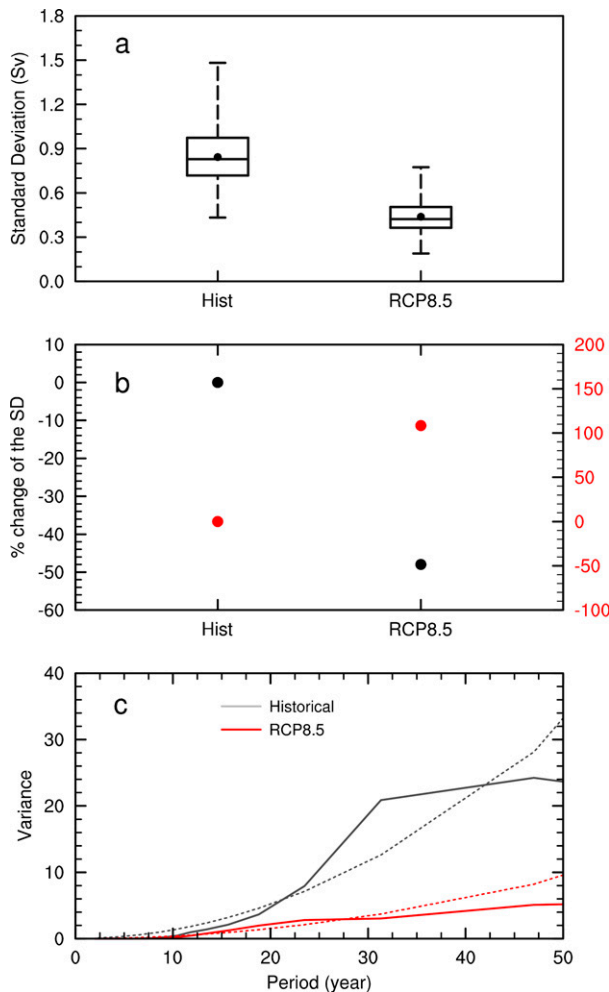 a
Standard Deviation (Sv)
1.8
1.5
1.2
0.9
0.6
0.3
0.0
Hist RCP8.5
b
% change of the SD
10
0
-10
-20
-30
-40
-50
-60
200
150
100
50
0
-50
-100
Hist RCP8.5
c
Historical
RCP8.5
Variance
40
30
20
10
0
0 10 20 30 40 50
Period (year)